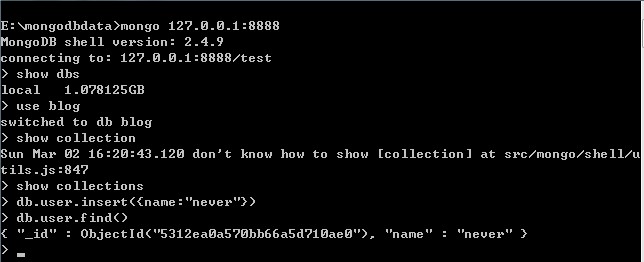 E:\mongodbdata>mongo 127.0.0.1:8888
MongoDB shell version: 2.4.9
connecting to: 127.0.0.1:8888/test
> show dbs
local   1.078125GB
> use blog
switched to db blog
> show collection
Sun Mar 02 16:20:43.120 don't know how to show [collection] at src/mongo/shell/u
tils.js:847
> show collections
> db.user.insert({name:"never"})
> db.user.find()
{ "_id" : ObjectId("5312ea0a570bb66a5d710ae0"), "name" : "never" }
>